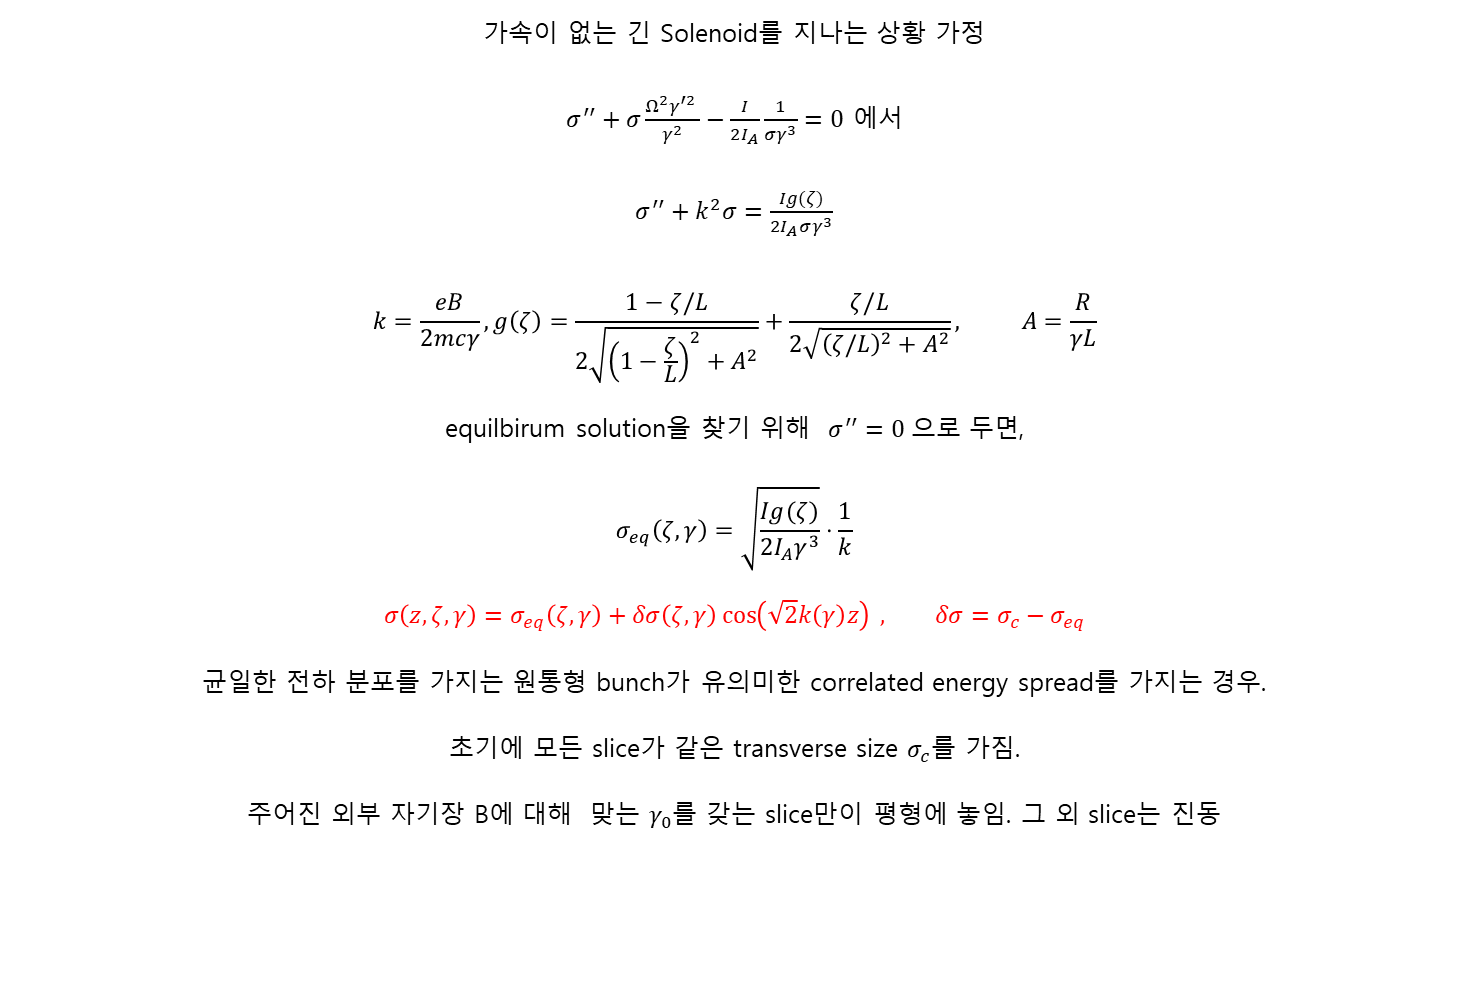 가속이 없는 긴 Solenoid를 지나는 상황 가정
σ′′ + σ Ω²γ′²/γ² − I/2I_A 1/σγ³ = 0 에서
σ′′ + k²σ = Ig(ζ)/2I_Aσγ³
k = eB/2mcγ, g(ζ) = (1 − ζ/L)/(2√((1 − ζ/L)² + A²)) + (ζ/L)/(2√((ζ/L)² + A²)), A = R/γL
equilbirum solution을 찾기 위해 σ′′ = 0 으로 두면,
σ_eq(ζ, γ) = √(Ig(ζ)/2I_Aγ³) · 1/k
σ(z, ζ, γ) = σ_eq(ζ, γ) + δσ(ζ, γ) cos(√2k(γ)z) , δσ = σ_c − σ_eq
균일한 전하 분포를 가지는 원통형 bunch가 유의미한 correlated energy spread를 가지는 경우.
초기에 모든 slice가 같은 transverse size σ_c를 가짐.
주어진 외부 자기장 B에 대해 맞는 γ₀를 갖는 slice만이 평형에 놓임. 그 외 slice는 진동